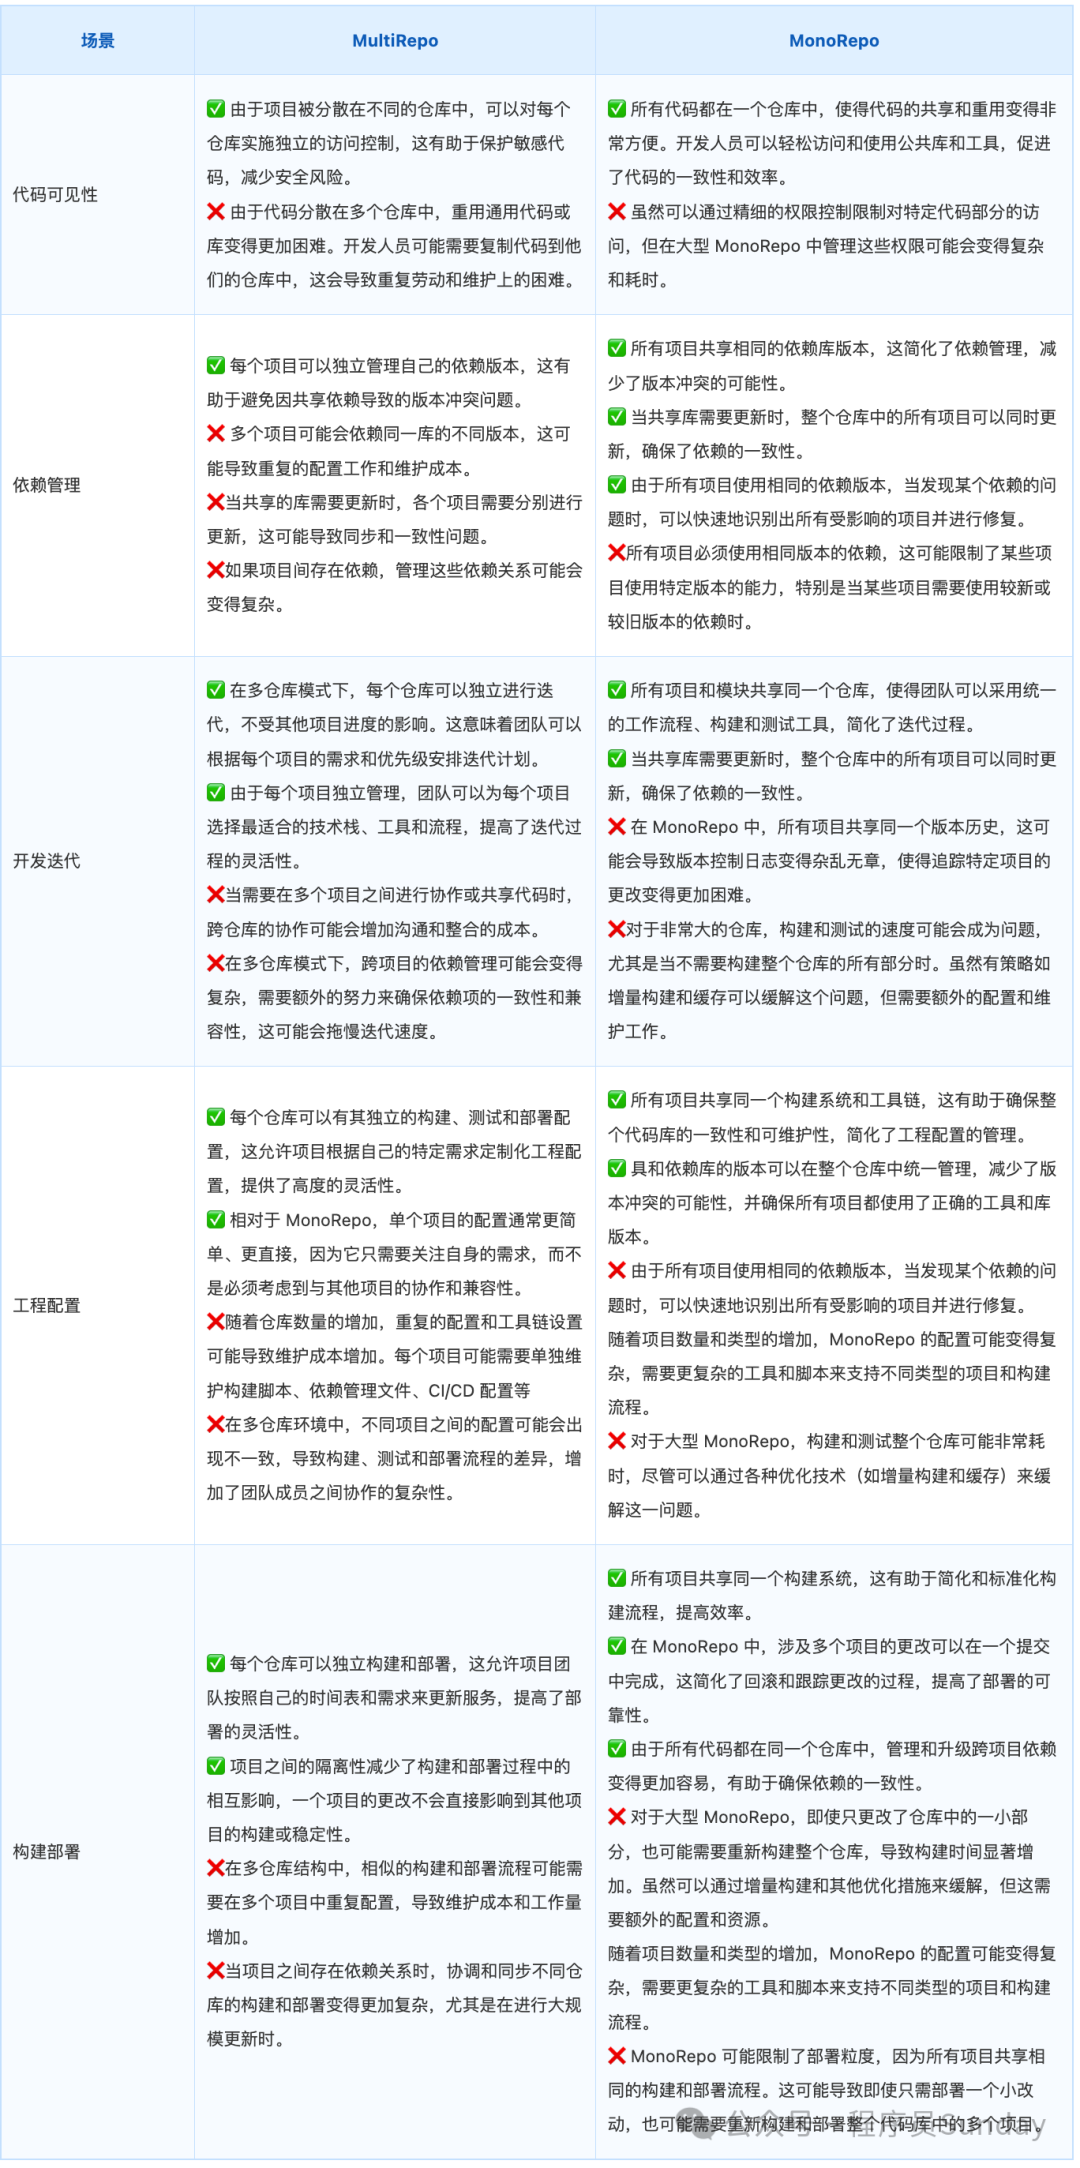 场景
MultiRepo
MonoRepo
代码可见性
✅ 由于项目被分散在不同的仓库中，可以对每个
仓库实施独立的访问控制，这有助于保护敏感代
码，减少安全风险。
❌ 由于代码分散在多个仓库中，重用通用代码或
库变得更加困难。开发人员可能需要复制代码到他
们的仓库中，这会导致重复劳动和维护上的困难。
✅ 所有代码都在一个仓库中，使得代码的共享和重用变得非
常方便。开发人员可以轻松访问和使用公共库和工具，促进
了代码的一致性和效率。
❌ 虽然可以通过精细的权限控制限制对特定代码部分的访
问，但在大型 MonoRepo 中管理这些权限可能会变得复杂
和耗时。
依赖管理
✅ 每个项目可以独立管理自己的依赖版本，这有
助于避免因共享依赖导致的版本冲突问题。
❌ 多个项目可能会依赖同一库的不同版本，这可
能导致重复的配置工作和维护成本。
❌当共享的库需要更新时，各个项目需要分别进行
更新，这可能导致同步和一致性问题。
❌如果项目间存在依赖，管理这些依赖关系可能会
变得复杂。
✅ 所有项目共享相同的依赖库版本，这简化了依赖管理，减
少了版本冲突的可能性。
✅ 当共享库需要更新时，整个仓库中的所有项目可以同时更
新，确保了依赖的一致性。
✅ 由于所有项目使用相同的依赖版本，当发现某个依赖的问
题时，可以快速地识别出所有受影响的项目并进行修复。
❌所有项目必须使用相同版本的依赖，这可能限制了某些项
目使用特定版本的能力，特别是当某些项目需要使用较新或
较旧版本的依赖时。
开发迭代
✅ 在多仓库模式下，每个仓库可以独立进行迭
代，不受其他项目进度的影响。这意味着团队可以
根据每个项目的需求和优先级安排迭代计划。
✅ 由于每个项目独立管理，团队可以为每个项目
选择最适合的技术栈、工具和流程，提高了迭代过
程的灵活性。
❌当需要在多个项目之间进行协作或共享代码时，
跨仓库的协作可能会增加沟通和整合的成本。
❌在多仓库模式下，跨项目的依赖管理可能会变得
复杂，需要额外的努力来确保依赖项的一致性和兼
容性，这可能会拖慢迭代速度。
✅ 所有项目和模块共享同一个仓库，使得团队可以采用统一
的工作流程、构建和测试工具，简化了迭代过程。
✅ 当共享库需要更新时，整个仓库中的所有项目可以同时更
新，确保了依赖的一致性。
❌ 在 MonoRepo 中，所有项目共享同一个版本历史，这可
能会导致版本控制日志变得杂乱无章，使得追踪特定项目的
更改变得更加困难。
❌对于非常大的仓库，构建和测试的速度可能会成为问题，
尤其是当不需要构建整个仓库的所有部分时。虽然有策略如
增量构建和缓存可以缓解这个问题，但需要额外的配置和维
护工作。
工程配置
✅ 每个仓库可以有其独立的构建、测试和部署配
置，这允许项目根据自己的特定需求定制化工程配
置，提供了高度的灵活性。
✅ 相对于 MonoRepo，单个项目的配置通常更简
单、更直接，因为它只需要关注自身的需求，而不
是必须考虑到与其他项目的协作和兼容性。
❌随着仓库数量的增加，重复的配置和工具链设置
可能导致维护成本增加。每个项目可能需要单独维
护构建脚本、依赖管理文件、CI/CD 配置等
❌在多仓库环境中，不同项目之间的配置可能会出
现不一致，导致构建、测试和部署流程的差异，增
加了团队成员之间协作的复杂性。
✅ 所有项目共享同一个构建系统和工具链，这有助于确保整
个代码库的一致性和可维护性，简化了工程配置的管理。
✅ 具和依赖库的版本可以在整个仓库中统一管理，减少了版
本冲突的可能性，并确保所有项目都使用了正确的工具和库
版本。
❌ 由于所有项目使用相同的依赖版本，当发现某个依赖的问
题时，可以快速地识别出所有受影响的项目并进行修复。
随着项目数量和类型的增加，MonoRepo 的配置可能变得复
杂，需要更复杂的工具和脚本来支持不同类型的项目和构建
流程。
❌ 对于大型 MonoRepo，构建和测试整个仓库可能非常耗
时，尽管可以通过各种优化技术（如增量构建和缓存）来缓
解这一问题。
构建部署
✅ 每个仓库可以独立构建和部署，这允许项目团
队按照自己的时间表和需求来更新服务，提高了部
署的灵活性。
✅ 项目之间的隔离性减少了构建和部署过程中的
相互影响，一个项目的更改不会直接影响到其他项
目的构建或稳定性。
❌在多仓库结构中，相似的构建和部署流程可能需
要在多个项目中重复配置，导致维护成本和工作量
增加。
❌当项目之间存在依赖关系时，协调和同步不同仓
库的构建和部署变得更加复杂，尤其是在进行大规
模更新时。
✅ 所有项目共享同一个构建系统，这有助于简化和标准化构
建流程，提高效率。
✅ 在 MonoRepo 中，涉及多个项目的更改可以在一个提交
中完成，这简化了回滚和跟踪更改的过程，提高了部署的可
靠性。
✅ 由于所有代码都在同一个仓库中，管理和升级跨项目依赖
变得更加容易，有助于确保依赖的一致性。
❌ 对于大型 MonoRepo，即使只更改了仓库中的一小部
分，也可能需要重新构建整个仓库，导致构建时间显著增
加。虽然可以通过增量构建和其他优化措施来缓解，但这需
要额外的配置和资源。
随着项目数量和类型的增加，MonoRepo 的配置可能变得复
杂，需要更复杂的工具和脚本来支持不同类型的项目和构建
流程。
❌ MonoRepo 可能限制了部署粒度，因为所有项目共享相
同的构建和部署流程。这可能导致即使只需部署一个小改
动，也可能需要重新构建和部署整个代码库中的多个项目。
公众号 · 程序员Sunday